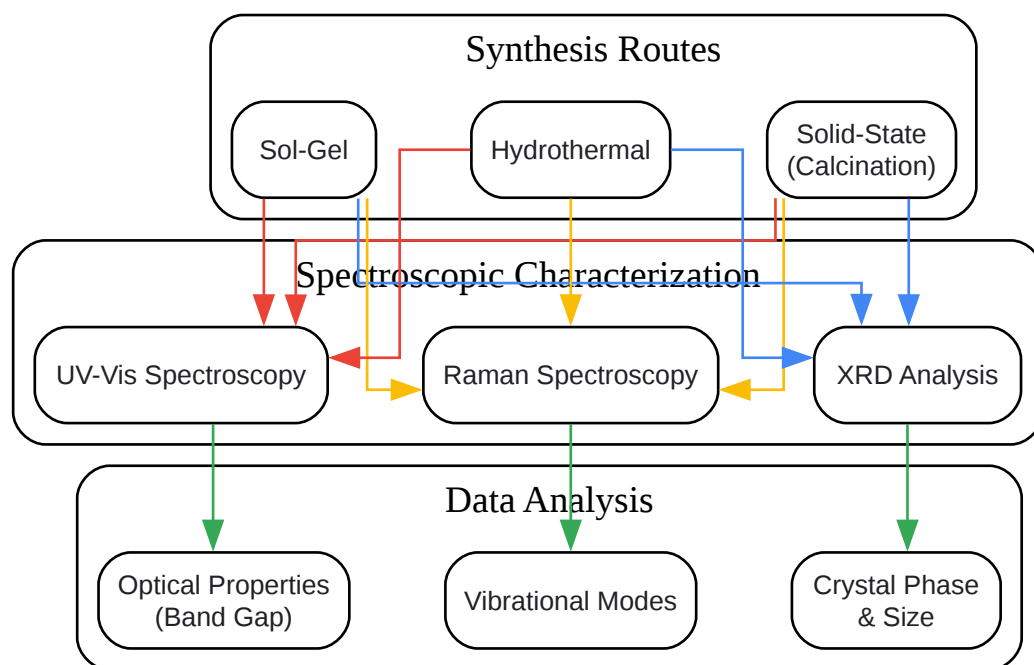 Synthesis Routes
Sol-Gel
Hydrothermal
Solid-State
(Calcination)
Spectroscopic Characterization
UV-Vis Spectroscopy
Raman Spectroscopy
XRD Analysis
Data Analysis
Optical Properties
(Band Gap)
Vibrational Modes
Crystal Phase
& Size